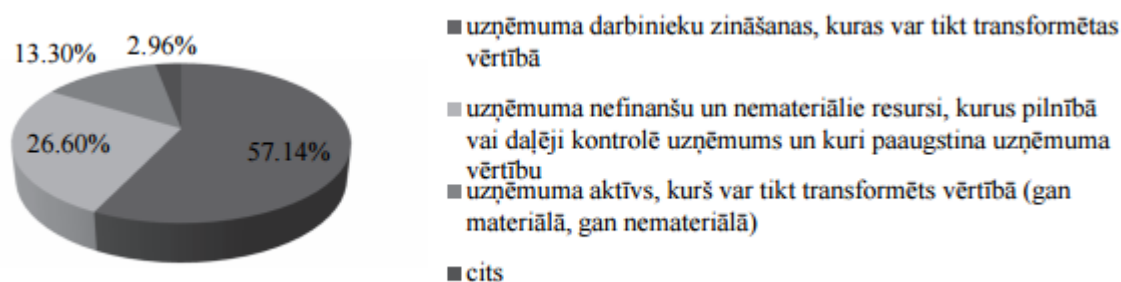 13.30%
2.96%
26.60%
57.14%
uzņēmuma darbinieku zināšanas, kuras var tikt transformētas
vērtībā
uzņēmuma nefinanšu un nemateriālie resursi, kurus pilnībā
vai daļēji kontrolē uzņēmums un kuri paaugstina uzņēmuma
vērtību
uzņēmuma aktīvs, kurš var tikt transformēts vērtībā (gan
materiālā, gan nemateriālā)
cits